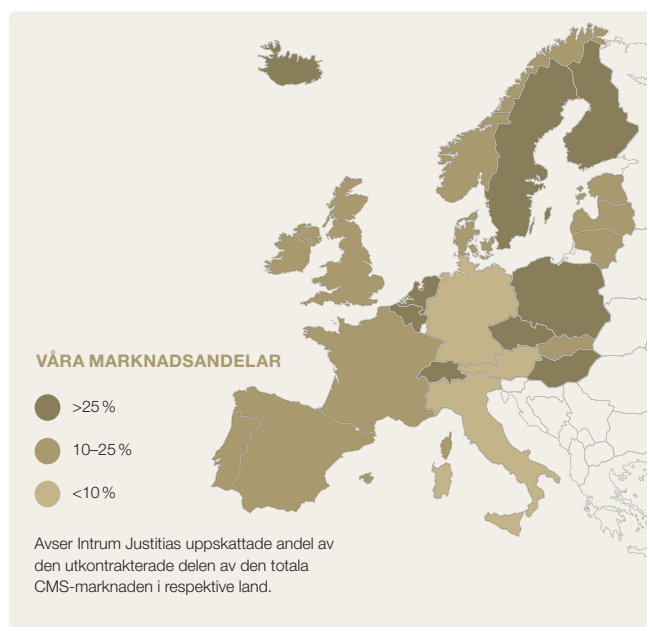 VÅRA MARKNADSANDELAR
>25 %
10–25 %
<10 %
Avser Intrum Justitias uppskattade andel av
den utkontrakterade delen av den totala
CMS-marknaden i respektive land.